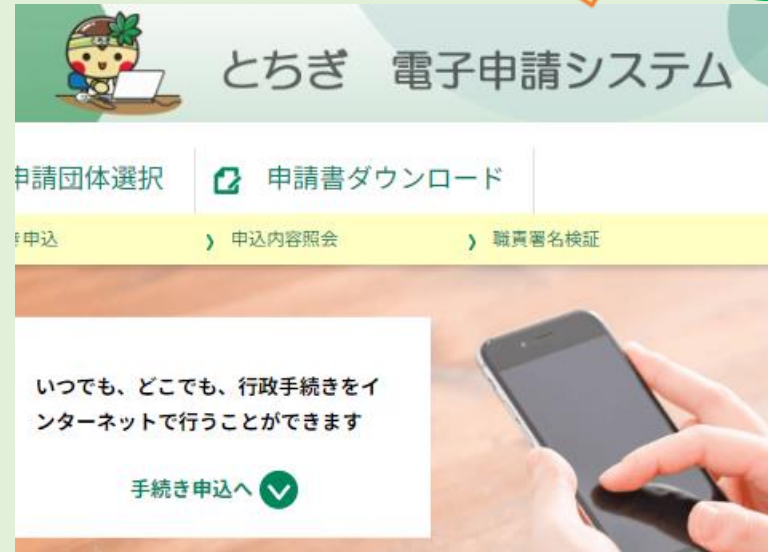 とちぎ 電子申請システム
申請団体選択 申請書ダウンロード
き申込 申込内容照会 職責署名検証
いつでも、どこでも、行政手続きをイ
ンターネットで行うことができます
手続き申込へ